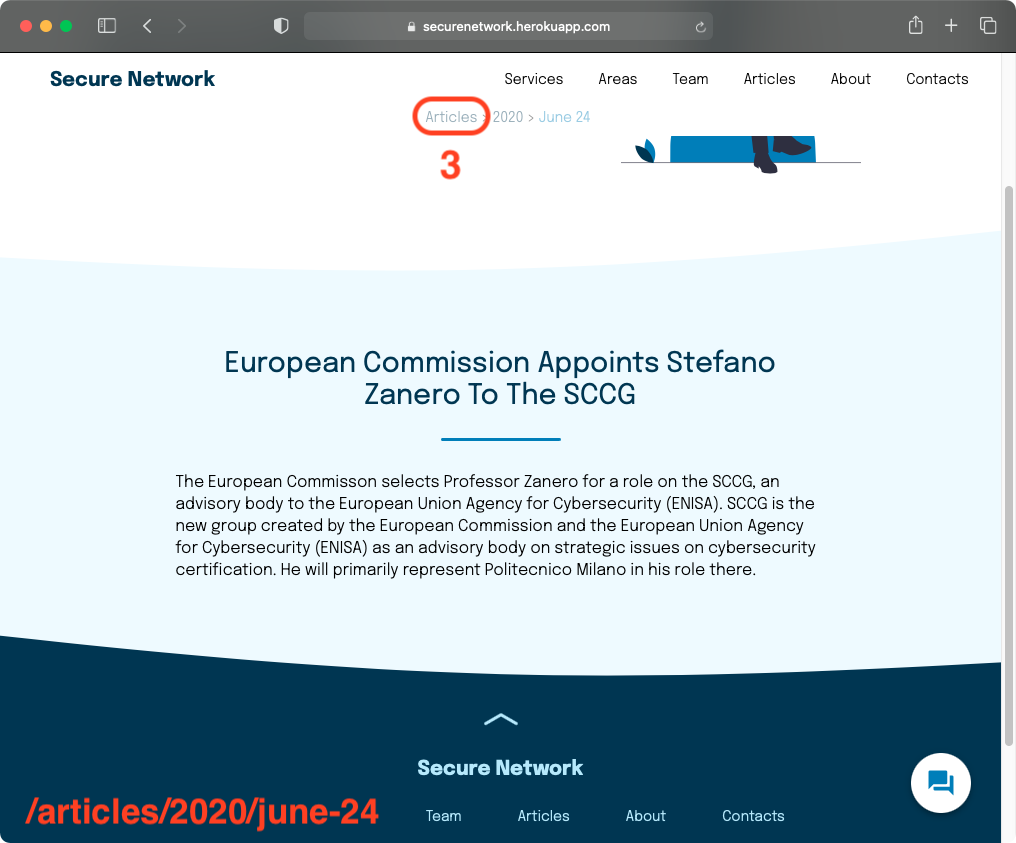 securenetwork.herokuapp.com
Secure Network
Services Areas Team Articles About Contacts
Articles > 2020 > June 24
3
European Commission Appoints Stefano
Zanero To The SCCG
The European Commisson selects Professor Zanero for a role on the SCCG, an
advisory body to the European Union Agency for Cybersecurity (ENISA). SCCG is the
new group created by the European Commission and the European Union Agency
for Cybersecurity (ENISA) as an advisory body on strategic issues on cybersecurity
certification. He will primarily represent Politecnico Milano in his role there.
Secure Network
/articles/2020/june-24
Team Articles About Contacts